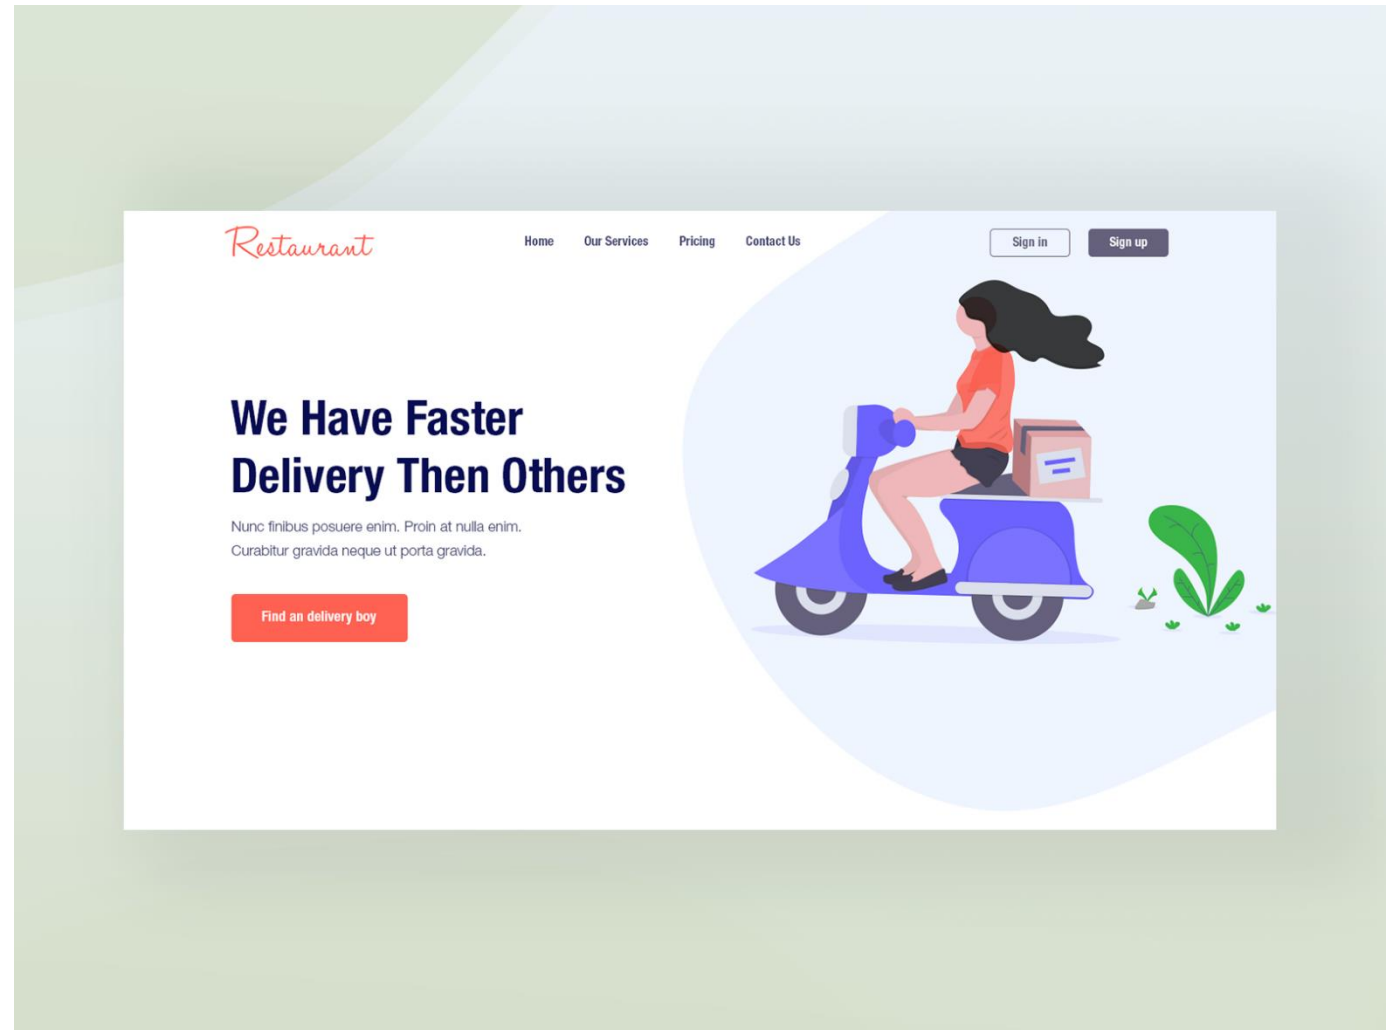 Restaurant
Home
Our Services
Pricing
Contact Us
Sign in
Sign up
We Have Faster
Delivery Then Others
Nunc finibus posuere enim. Proin at nulla enim.
Curabitur gravida neque ut porta gravida.
Find an delivery boy